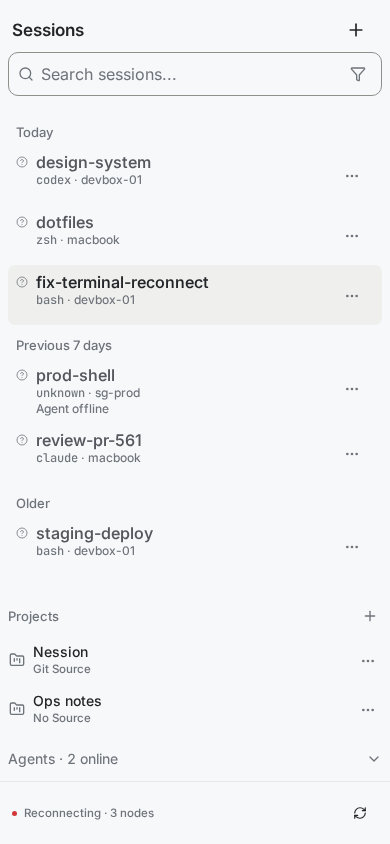 Sessions
Search sessions...
Today
design-system
codex · devbox-01
dotfiles
zsh · macbook
fix-terminal-reconnect
bash · devbox-01
Previous 7 days
prod-shell
unknown · sg-prod
Agent offline
review-pr-561
claude · macbook
Older
staging-deploy
bash · devbox-01
Projects
Nession
Git Source
Ops notes
No Source
Agents · 2 online
Reconnecting · 3 nodes